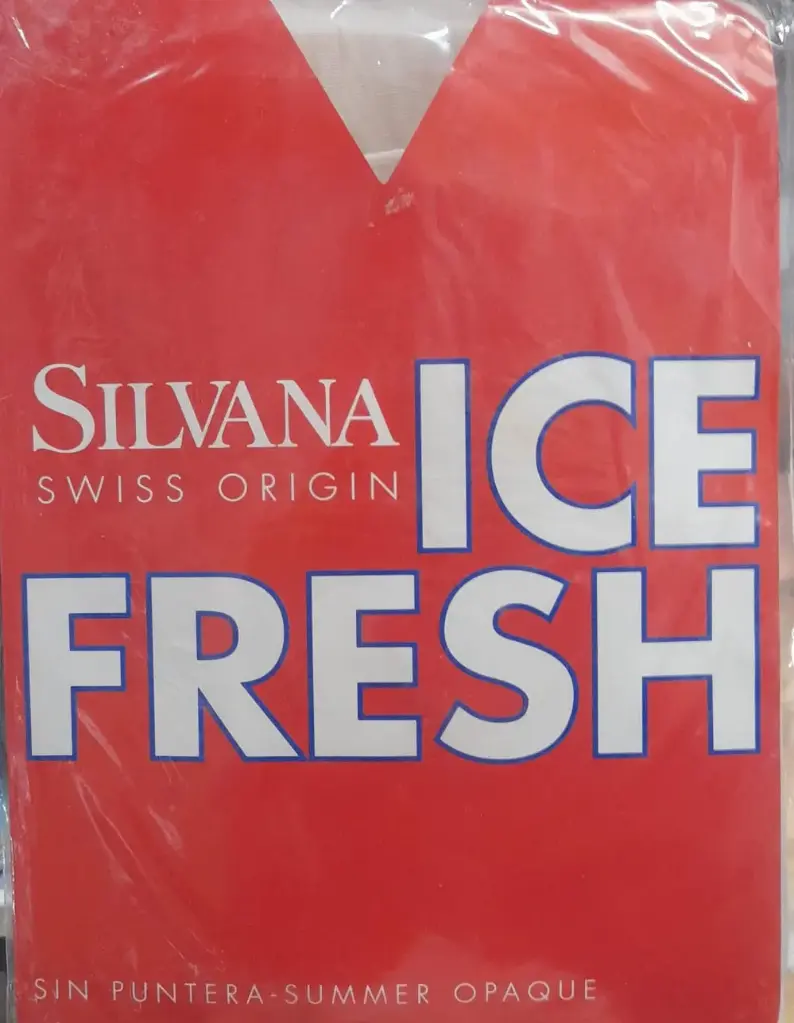 SILVANA
SWISS ORIGIN
ICE
FRESH
SIN PUNTERA-SUMMER OPAQUE